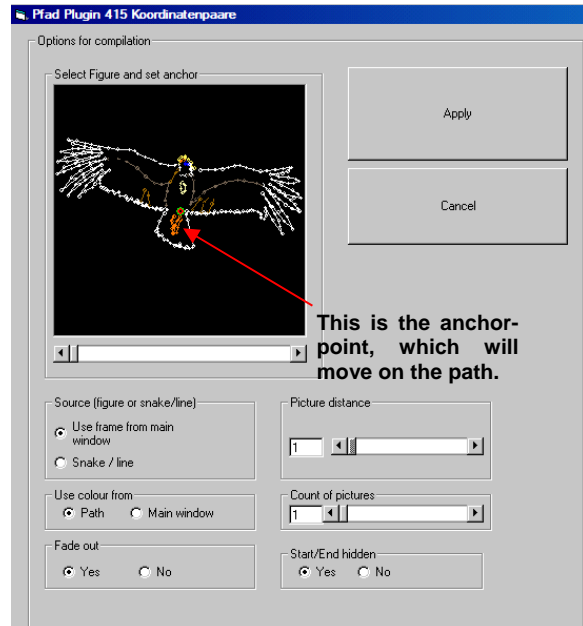 Pfad Plugin 415 Koordinatenpaare
Options for compilation
Select Figure and set anchor
Apply
Cancel
This is the anchor-
point, which will
move on the path.
Source (figure or snake/line)
Use frame from main
window
Snake / line
Picture distance
1
Use colour from
Path Main window
Count of pictures
1
Fade out
Yes No
Start/End hidden
Yes No